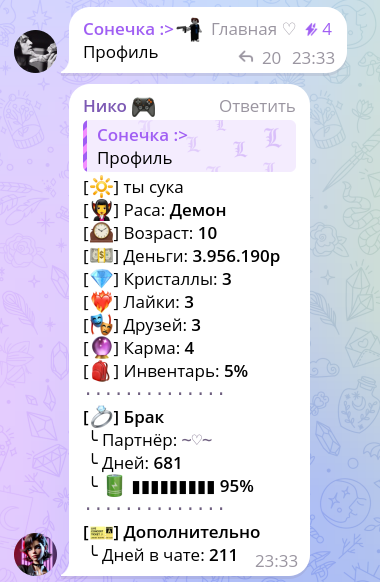 Сонечка :> Главная ♡ 4
Профиль
20 23:33
Нико 🎮 Ответить
Сонечка :>
Профиль
[☀️] ты сука
[🧛‍♀️] Раса: Демон
[🕰️] Возраст: 10
[💵] Деньги: 3.956.190р
[💎] Кристаллы: 3
[❤️‍🔥] Лайки: 3
[🎭] Друзей: 3
[🔮] Карма: 4
[🎒] Инвентарь: 5%
· · · · · · · · · · · · · ·
[💍] Брак
╰ Партнёр: ~♡~
╰ Дней: 681
╰ 🔋 ▮▮▮▮▮▮▮▮▮ 95%
· · · · · · · · · · · · · ·
[🎫] Дополнительно
╰ Дней в чате: 211
23:33